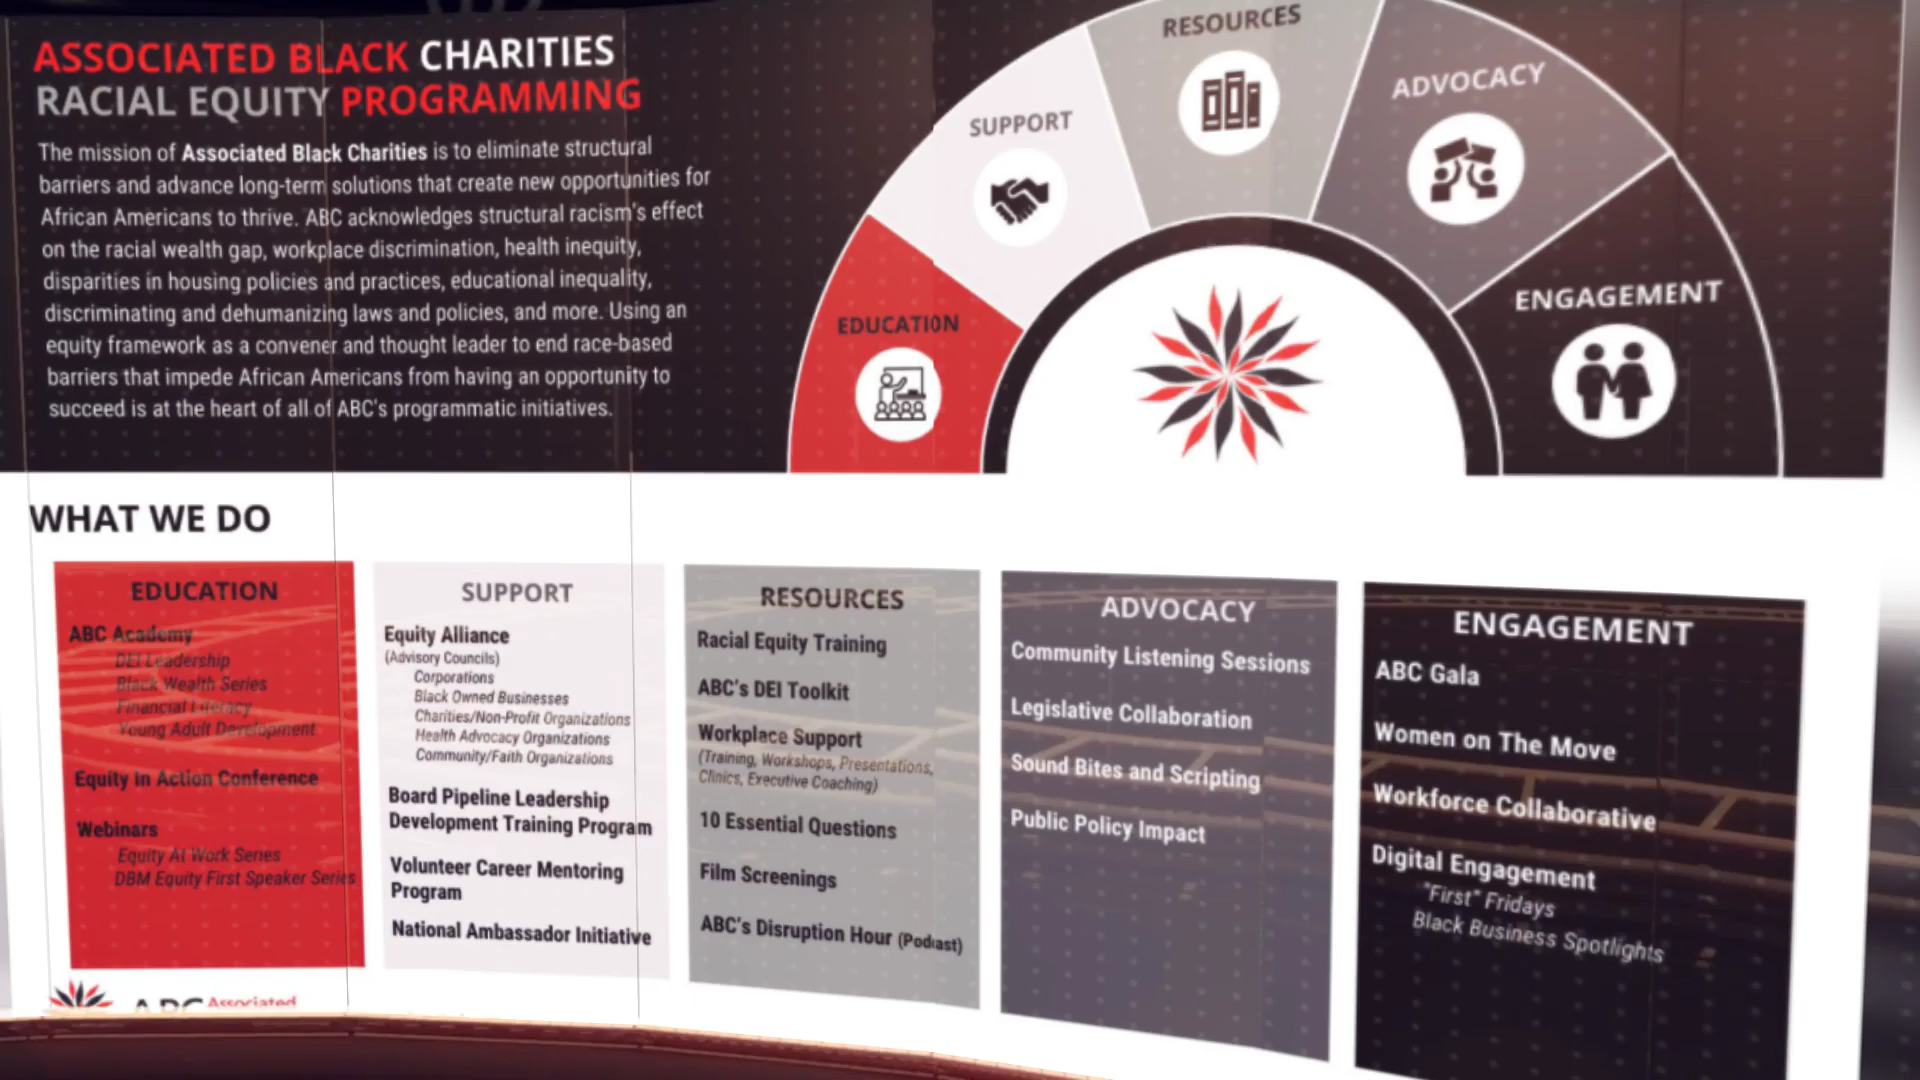 ASSOCIATED BLACK CHARITIES
RACIAL EQUITY PROGRAMMING
The mission of Associated Black Charities is to eliminate structural
barriers and advance long-term solutions that create new opportunities for
African Americans to thrive. ABC acknowledges structural racism's effect
on the racial wealth gap, workplace discrimination, health inequity,
disparities in housing policies and practices, educational inequality,
discriminating and dehumanizing laws and policies, and more. Using an
equity framework as a convener and thought leader to end race-based
barriers that impede African Americans from having an opportunity to
succeed is at the heart of all of ABC's programmatic initiatives.
EDUCATION
SUPPORT
RESOURCES
ADVOCACY
ENGAGEMENT
WHAT WE DO
EDUCATION
ABC Academy
DEI Leadership
Black Wealth Series
Financial Literacy
Young Adult Development
Equity In Action Conference
Webinars
Equity At Work Series
DBM Equity First Speaker Series
SUPPORT
Equity Alliance
(Advisory Councils)
Corporations
Black Owned Businesses
Charities/Non-Profit Organizations
Health Advocacy Organizations
Community/Faith Organizations
Board Pipeline Leadership
Development Training Program
Volunteer Career Mentoring
Program
National Ambassador Initiative
RESOURCES
Racial Equity Training
ABC's DEI Toolkit
Workplace Support
(Training, Workshops, Presentations,
Clinics, Executive Coaching)
10 Essential Questions
Film Screenings
ABC's Disruption Hour (Podcast)
ADVOCACY
Community Listening Sessions
Legislative Collaboration
Sound Bites and Scripting
Public Policy Impact
ENGAGEMENT
ABC Gala
Women on The Move
Workforce Collaborative
Digital Engagement
"First" Fridays
Black Business Spotlights
ABC Associated